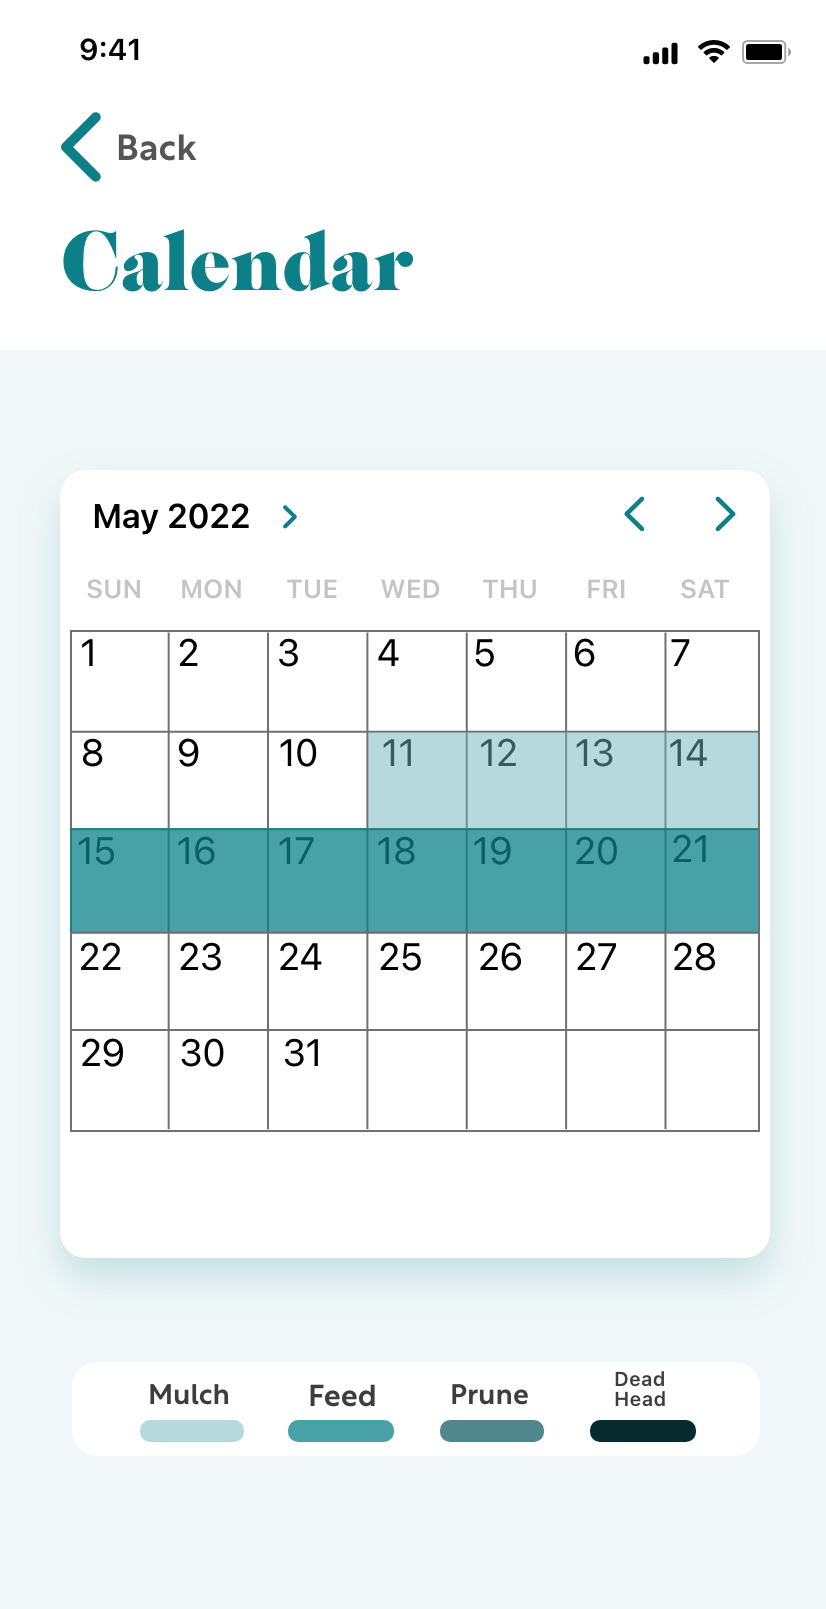 9:41
Back
Calendar
May 2022
SUN MON TUE WED THU FRI SAT
1 2 3 4 5 6 7
8 9 10 11 12 13 14
15 16 17 18 19 20 21
22 23 24 25 26 27 28
29 30 31
Mulch Feed Prune Dead
Head